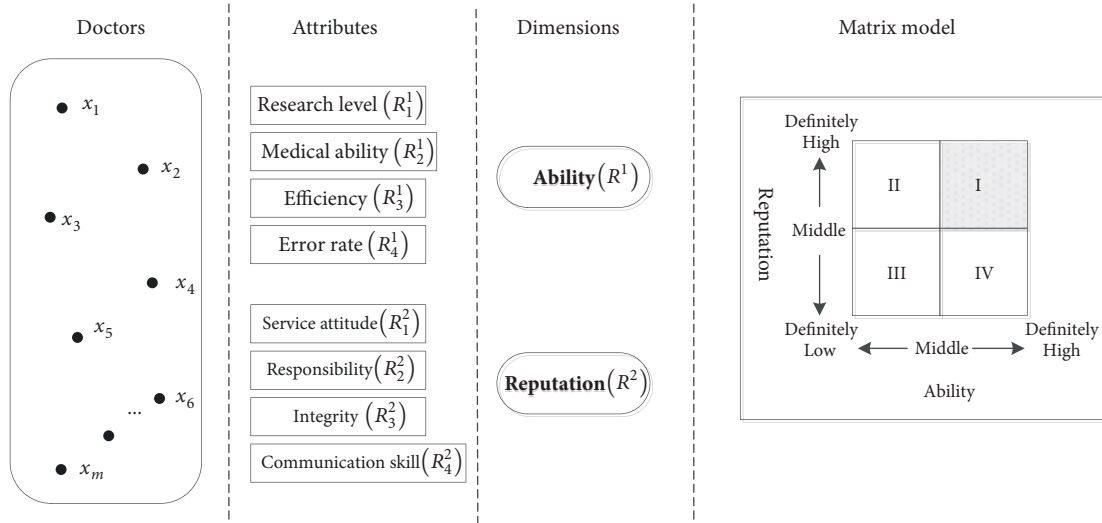 Doctors
Attributes
Dimensions
Matrix model
x₁
x₂
x₃
x₄
x₅
x₆
...
xₘ
Research level (R₁¹)
Medical ability (R₂¹)
Efficiency (R₃¹)
Error rate (R₄¹)
Service attitude(R₁²)
Responsibility(R₂²)
Integrity (R₃²)
Communication skill(R₄²)
Ability(R¹)
Reputation(R²)
Definitely
High
Reputation
Middle
Definitely
Low
II
I
III
IV
Middle
Definitely
High
Ability